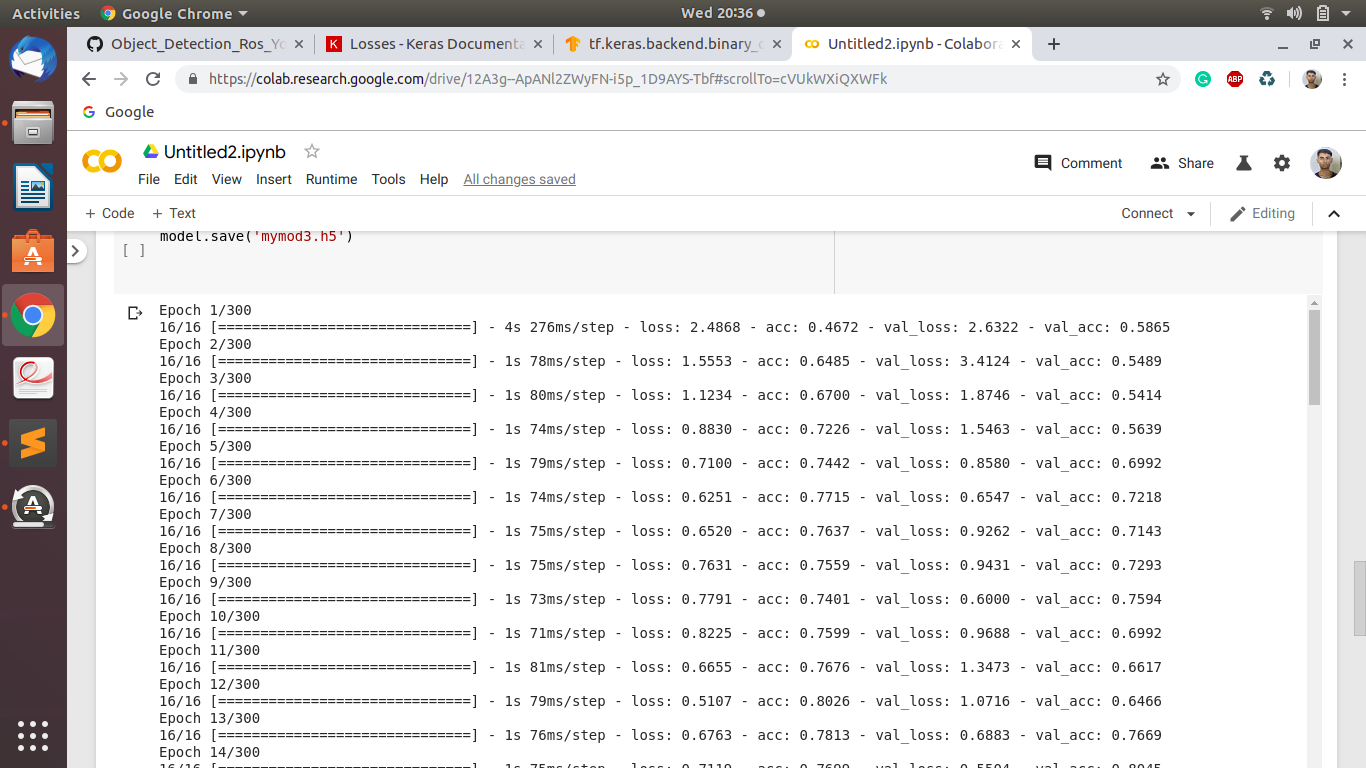 Activities
Google Chrome
Wed 20:36
Object_Detection_Ros_Yo
Losses - Keras Documenta
tf.keras.backend.binary_c
Untitled2.ipynb - Colabora
https://colab.research.google.com/drive/12A3g--ApANl2ZWyFN-i5p_1D9AYS-Tbf#scrollTo=cVUkWXiQXWFk
ABP
G Google
Untitled2.ipynb
Comment
Share
File Edit View Insert Runtime Tools Help All changes saved
+ Code + Text
Connect
Editing
model.save('mymod3.h5')
[ ]
Epoch 1/300
16/16 [==============================] - 4s 276ms/step - loss: 2.4868 - acc: 0.4672 - val_loss: 2.6322 - val_acc: 0.5865
Epoch 2/300
16/16 [==============================] - 1s 78ms/step - loss: 1.5553 - acc: 0.6485 - val_loss: 3.4124 - val_acc: 0.5489
Epoch 3/300
16/16 [==============================] - 1s 80ms/step - loss: 1.1234 - acc: 0.6700 - val_loss: 1.8746 - val_acc: 0.5414
Epoch 4/300
16/16 [==============================] - 1s 74ms/step - loss: 0.8830 - acc: 0.7226 - val_loss: 1.5463 - val_acc: 0.5639
Epoch 5/300
16/16 [==============================] - 1s 79ms/step - loss: 0.7100 - acc: 0.7442 - val_loss: 0.8580 - val_acc: 0.6992
Epoch 6/300
16/16 [==============================] - 1s 74ms/step - loss: 0.6251 - acc: 0.7715 - val_loss: 0.6547 - val_acc: 0.7218
Epoch 7/300
16/16 [==============================] - 1s 75ms/step - loss: 0.6520 - acc: 0.7637 - val_loss: 0.9262 - val_acc: 0.7143
Epoch 8/300
16/16 [==============================] - 1s 75ms/step - loss: 0.7631 - acc: 0.7559 - val_loss: 0.9431 - val_acc: 0.7293
Epoch 9/300
16/16 [==============================] - 1s 73ms/step - loss: 0.7791 - acc: 0.7401 - val_loss: 0.6000 - val_acc: 0.7594
Epoch 10/300
16/16 [==============================] - 1s 71ms/step - loss: 0.8225 - acc: 0.7599 - val_loss: 0.9688 - val_acc: 0.6992
Epoch 11/300
16/16 [==============================] - 1s 81ms/step - loss: 0.6655 - acc: 0.7676 - val_loss: 1.3473 - val_acc: 0.6617
Epoch 12/300
16/16 [==============================] - 1s 79ms/step - loss: 0.5107 - acc: 0.8026 - val_loss: 1.0716 - val_acc: 0.6466
Epoch 13/300
16/16 [==============================] - 1s 76ms/step - loss: 0.6763 - acc: 0.7813 - val_loss: 0.6883 - val_acc: 0.7669
Epoch 14/300